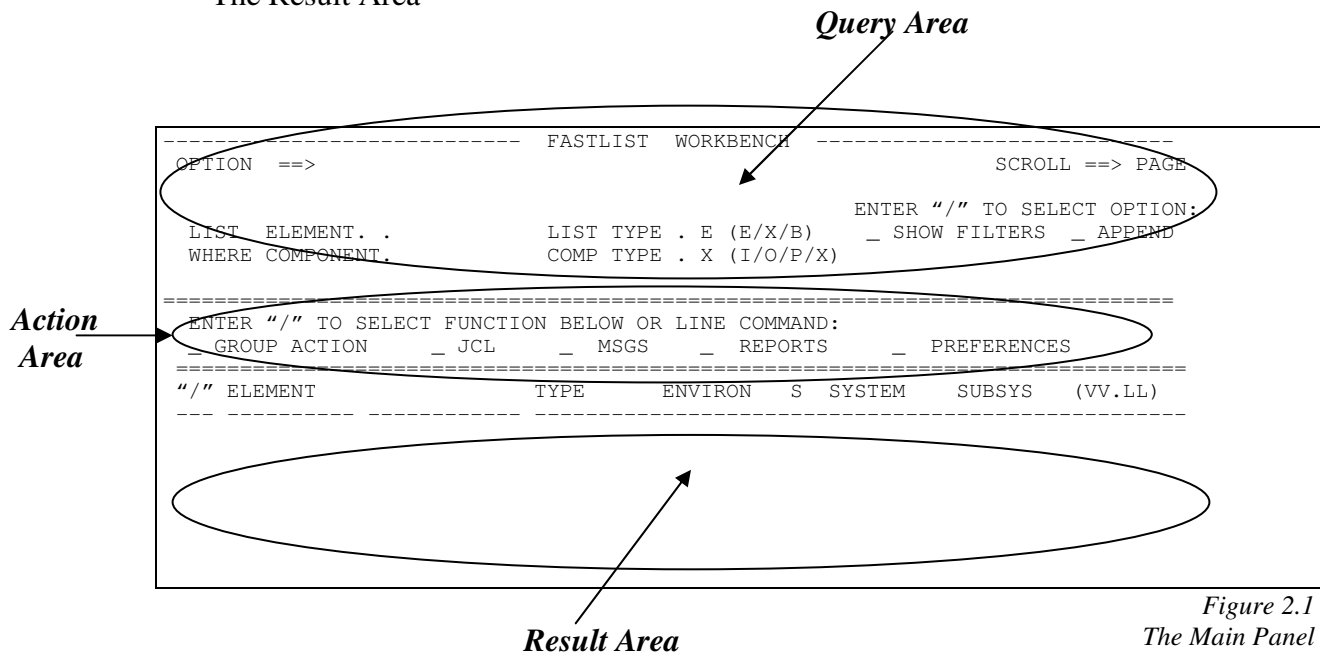 The Result Area
Query Area
---------------------------- FASTLIST WORKBENCH ----------------------------
OPTION ==> SCROLL ==> PAGE
ENTER “/” TO SELECT OPTION:
LIST ELEMENT. . LIST TYPE . E (E/X/B) _ SHOW FILTERS _ APPEND
WHERE COMPONENT. COMP TYPE . X (I/O/P/X)
===============================================================================
Action
Area
ENTER “/” TO SELECT FUNCTION BELOW OR LINE COMMAND:
_ GROUP ACTION _ JCL _ MSGS _ REPORTS _ PREFERENCES
===============================================================================
“/” ELEMENT TYPE ENVIRON S SYSTEM SUBSYS (VV.LL)
--- ---------- ------------ ---------------------------------------------------
Result Area
Figure 2.1
The Main Panel